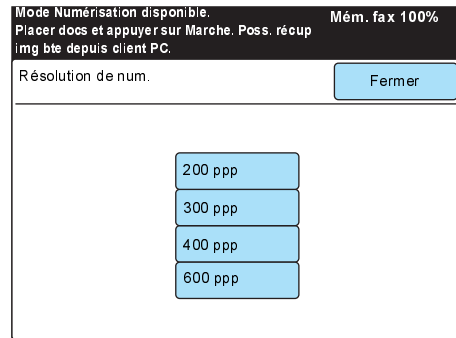 Mode Numérisation disponible.
Mém. fax 100%
Placer docs et appuyer sur Marche. Poss. récup
img bte depuis client PC.
Résolution de num.
Fermer
200 ppp
300 ppp
400 ppp
600 ppp